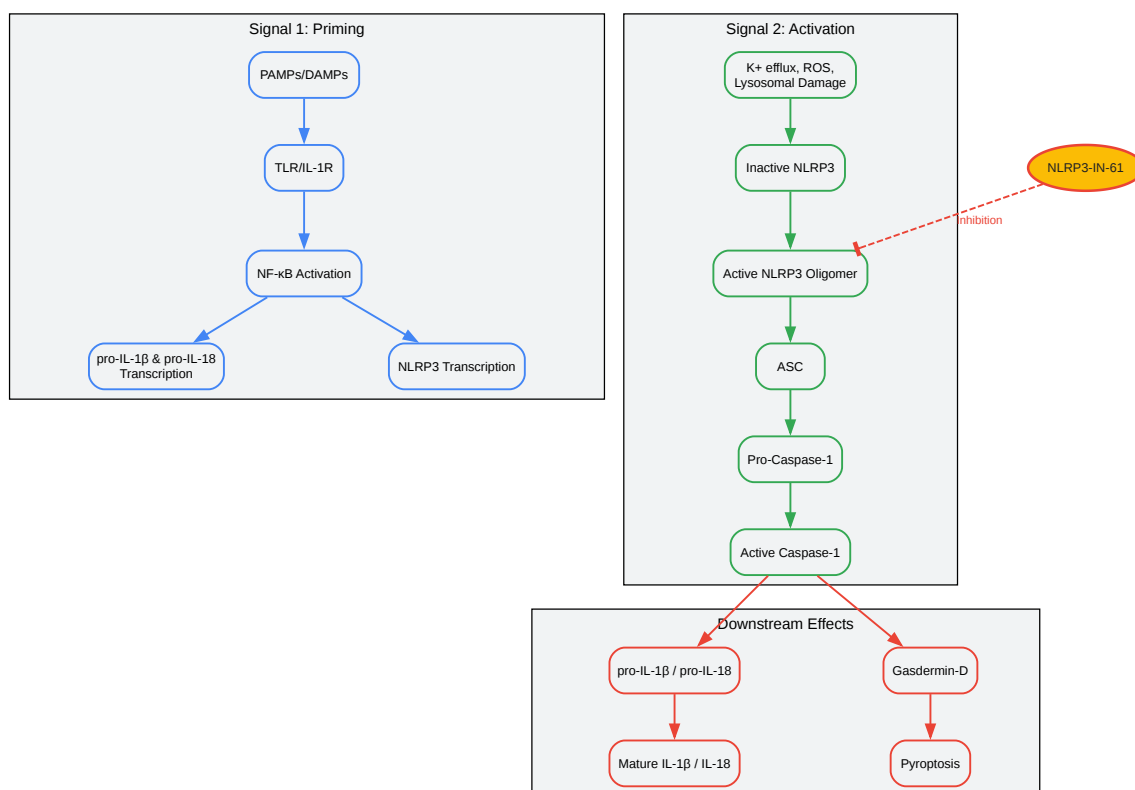 Signal 1: Priming
PAMPs/DAMPs
TLR/IL-1R
NF-κB Activation
pro-IL-1β & pro-IL-18
Transcription
NLRP3 Transcription
Signal 2: Activation
K+ efflux, ROS,
Lysosomal Damage
Inactive NLRP3
NLRP3-IN-61
Inhibition
Active NLRP3 Oligomer
ASC
Pro-Caspase-1
Active Caspase-1
Downstream Effects
pro-IL-1β / pro-IL-18
Gasdermin-D
Mature IL-1β / IL-18
Pyroptosis